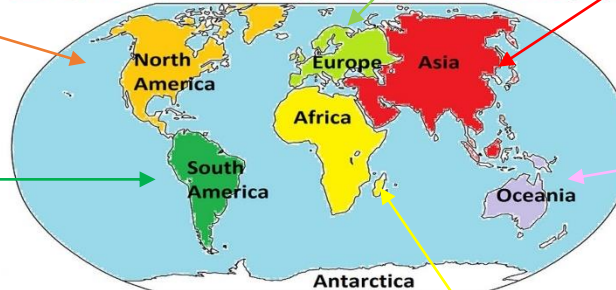 North
America
Europe
Asia
Africa
South
America
Oceania
Antarctica